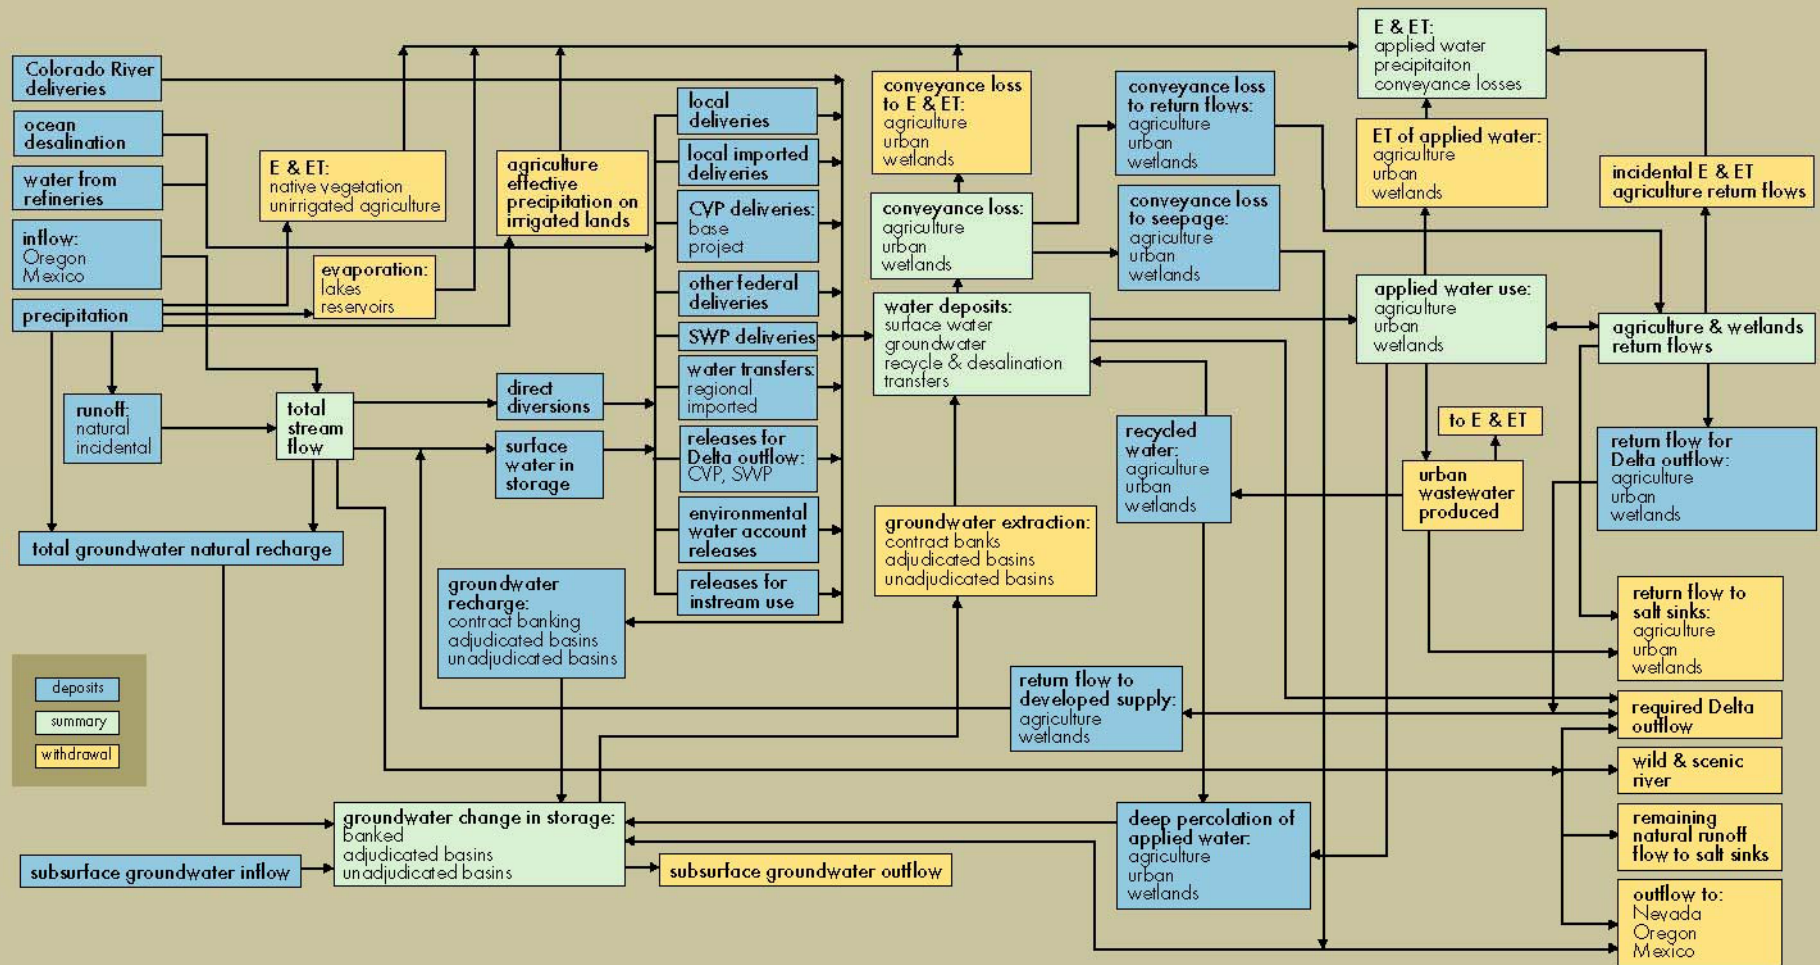 Colorado River
deliveries
ocean
desalination
water from
refineries
inflow:
Oregon
Mexico
precipitation
runoff:
natural
incidental
total groundwater natural recharge
E & ET:
native vegetation
unirrigated agriculture
evaporation:
lakes
reservoirs
total
stream
flow
agriculture
effective
precipitation on
irrigated lands
direct
diversions
surface
water in
storage
groundwater
recharge:
contract banking
adjudicated basins
unadjudicated basins
local
deliveries
local imported
deliveries
CVP deliveries:
base
project
other federal
deliveries
SWP deliveries
water transfers:
regional
imported
releases for
Delta outflow:
CVP, SWP
environmental
water account
releases
releases for
instream use
conveyance loss
to E & ET:
agriculture
urban
wetlands
conveyance loss:
agriculture
urban
wetlands
water deposits:
surface water
groundwater
recycle & desalination
transfers
groundwater extraction:
contract banks
adjudicated basins
unadjudicated basins
conveyance loss
to return flows:
agriculture
urban
wetlands
conveyance loss
to seepage:
agriculture
urban
wetlands
recycled
water:
agriculture
urban
wetlands
return flow to
developed supply:
agriculture
wetlands
deep percolation of
applied water:
agriculture
urban
wetlands
E & ET:
applied water
precipitaiton
conveyance losses
ET of applied water:
agriculture
urban
wetlands
applied water use:
agriculture
urban
wetlands
to E & ET
urban
wastewater
produced
incidental E & ET
agriculture return flows
agriculture & wetlands
return flows
return flow for
Delta outflow:
agriculture
urban
wetlands
return flow to
salt sinks:
agriculture
urban
wetlands
required Delta
outflow
wild & scenic
river
remaining
natural runoff
flow to salt sinks
outflow to:
Nevada
Oregon
Mexico
deposits
summary
withdrawal
groundwater change in storage:
banked
adjudicated basins
unadjudicated basins
subsurface groundwater inflow
subsurface groundwater outflow